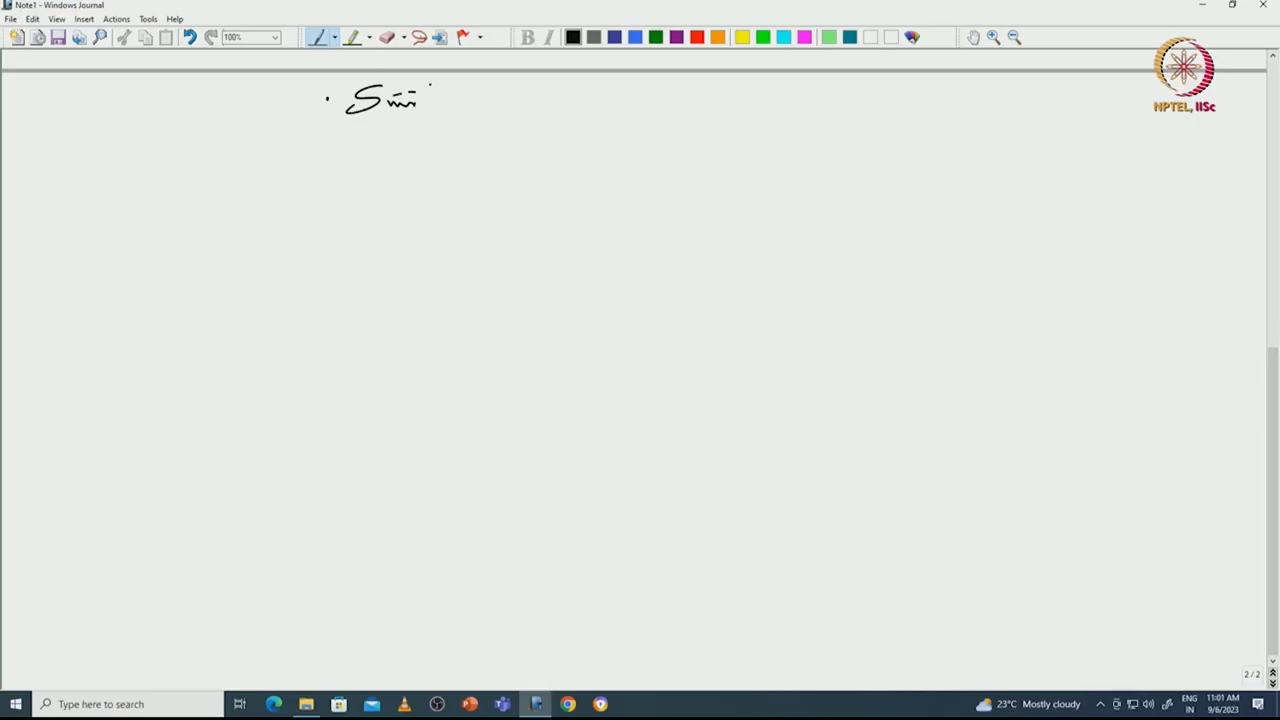 Note1 - Windows Journal
File Edit View Insert Actions Tools Help
100%
B I
NPTEL, IISc
2 / 2
Type here to search
23°C Mostly cloudy
ENG
IN
11:01 AM
9/6/2023